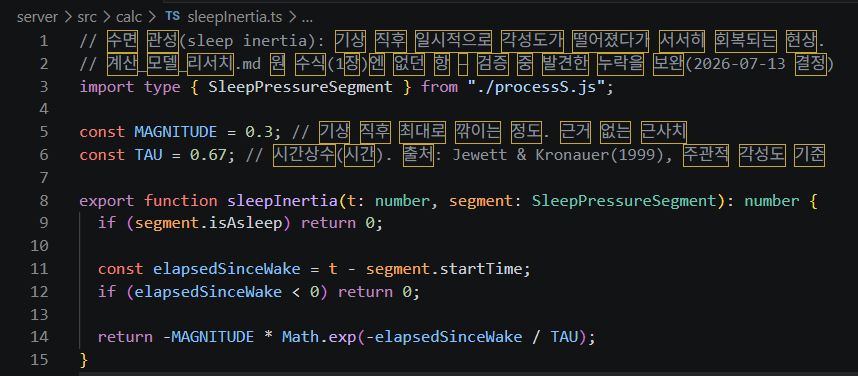 server > src > calc > TS sleepInertia.ts > ...
1 // 수면 관성(sleep inertia): 기상 직후 일시적으로 각성도가 떨어졌다가 서서히 회복되는 현상.
2 // 계산_모델_리서치.md 원 수식(1장)엔 없던 항 — 검증 중 발견한 누락을 보완(2026-07-13 결정)
3 import type { SleepPressureSegment } from "./processS.js";
4
5 const MAGNITUDE = 0.3; // 기상 직후 최대로 깎이는 정도. 근거 없는 근사치
6 const TAU = 0.67; // 시간상수(시간). 출처: Jewett & Kronauer(1999), 주관적 각성도 기준
7
8 export function sleepInertia(t: number, segment: SleepPressureSegment): number {
9 if (segment.isAsleep) return 0;
10
11 const elapsedSinceWake = t - segment.startTime;
12 if (elapsedSinceWake < 0) return 0;
13
14 return -MAGNITUDE * Math.exp(-elapsedSinceWake / TAU);
15 }